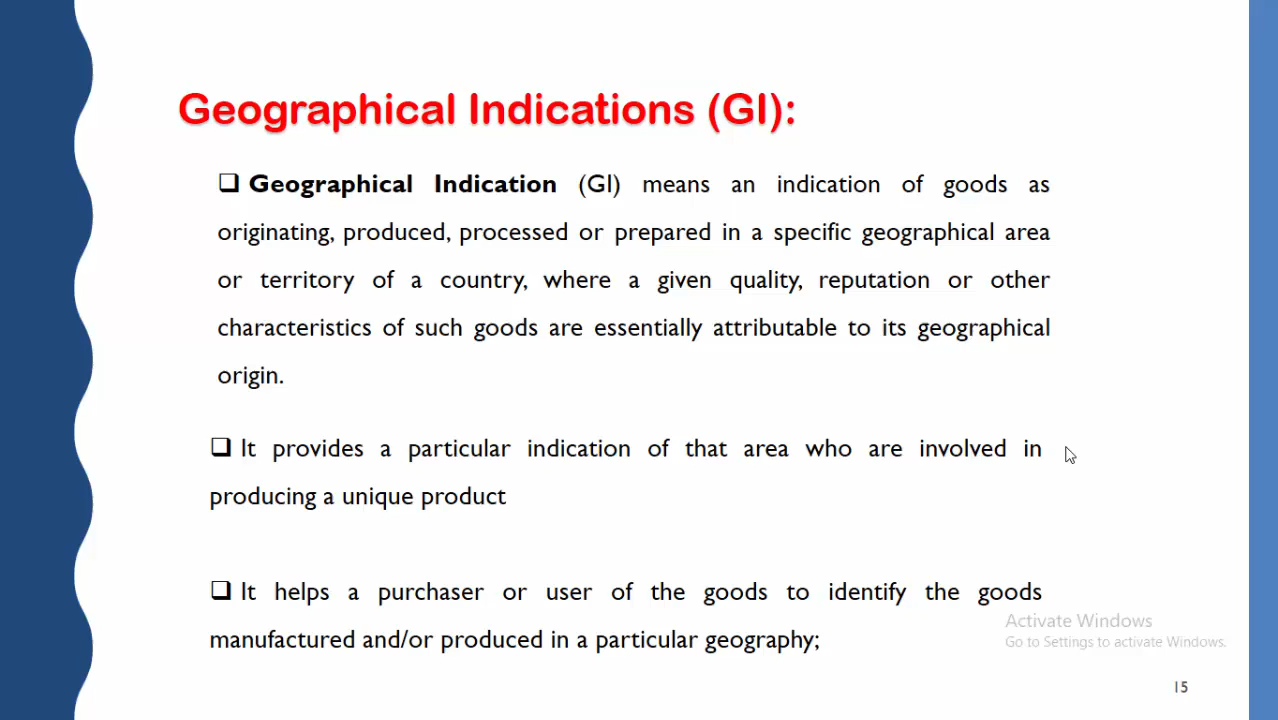 Geographical Indications (GI):
❑ Geographical Indication (GI) means an indication of goods as
originating, produced, processed or prepared in a specific geographical area
or territory of a country, where a given quality, reputation or other
characteristics of such goods are essentially attributable to its geographical
origin.
❑ It provides a particular indication of that area who are involved in
producing a unique product
❑ It helps a purchaser or user of the goods to identify the goods
manufactured and/or produced in a particular geography;
Activate Windows
Go to Settings to activate Windows.
15